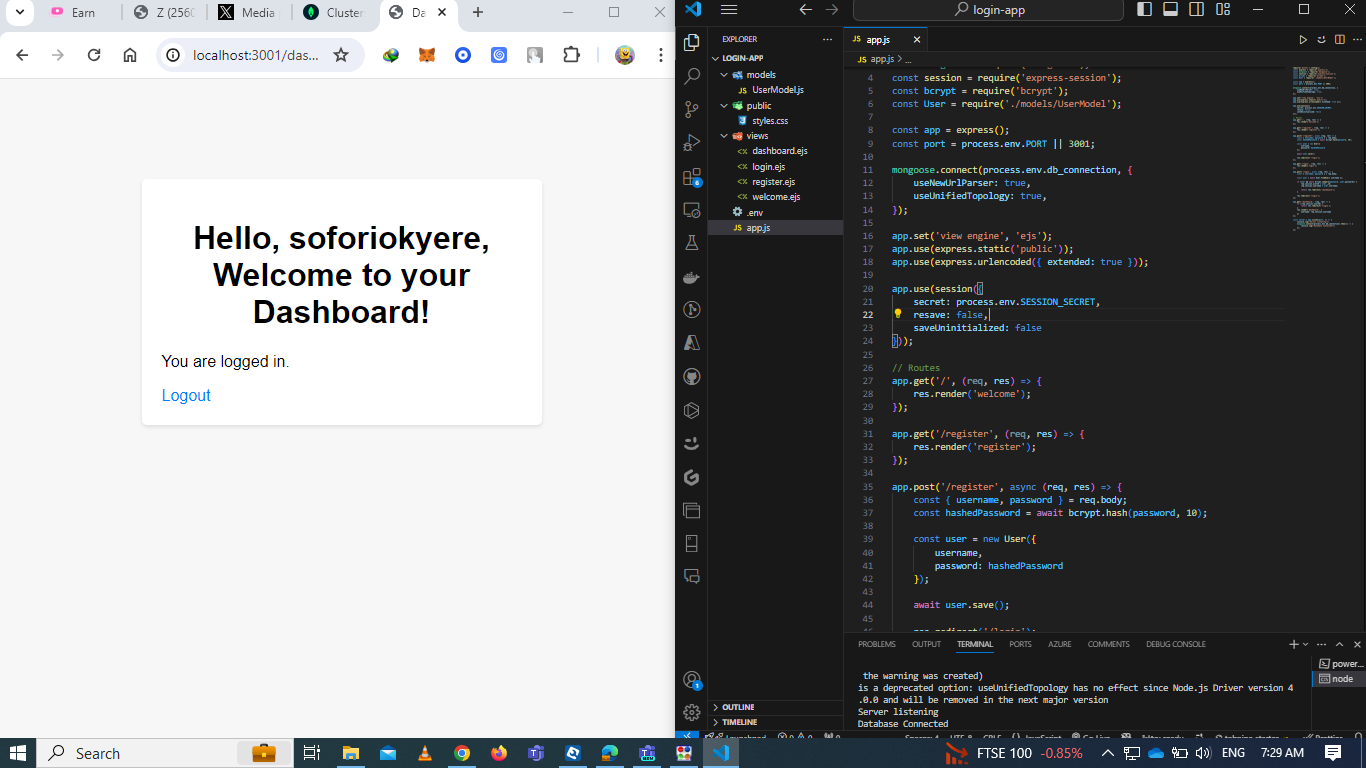 Earn
Z (2560
Media
Cluster
Da
localhost:3001/das...
Hello, soforiokyere,
Welcome to your
Dashboard!
You are logged in.
Logout
login-app
EXPLORER
LOGIN-APP
models
JS UserModel.js
public
styles.css
views
<%> dashboard.ejs
<%> login.ejs
<%> register.ejs
<%> welcome.ejs
.env
JS app.js
OUTLINE
TIMELINE
JS app.js
JS app.js > ...
4 const session = require('express-session');
5 const bcrypt = require('bcrypt');
6 const User = require('./models/UserModel');
7
8 const app = express();
9 const port = process.env.PORT || 3001;
10
11 mongoose.connect(process.env.db_connection, {
12 useNewUrlParser: true,
13 useUnifiedTopology: true,
14 });
15
16 app.set('view engine', 'ejs');
17 app.use(express.static('public'));
18 app.use(express.urlencoded({ extended: true }));
19
20 app.use(session({
21 secret: process.env.SESSION_SECRET,
22 resave: false,
23 saveUninitialized: false
24 }));
25
26 // Routes
27 app.get('/', (req, res) => {
28 res.render('welcome');
29 });
30
31 app.get('/register', (req, res) => {
32 res.render('register');
33 });
34
35 app.post('/register', async (req, res) => {
36 const { username, password } = req.body;
37 const hashedPassword = await bcrypt.hash(password, 10);
38
39 const user = new User({
40 username,
41 password: hashedPassword
42 });
43
44 await user.save();
45
46 res.redirect('/login');
PROBLEMS OUTPUT TERMINAL PORTS AZURE COMMENTS DEBUG CONSOLE
the warning was created)
is a deprecated option: useUnifiedTopology has no effect since Node.js Driver version 4
.0.0 and will be removed in the next major version
Server listening
Database Connected
power...
node
Search
FTSE 100 -0.85%
ENG
7:29 AM